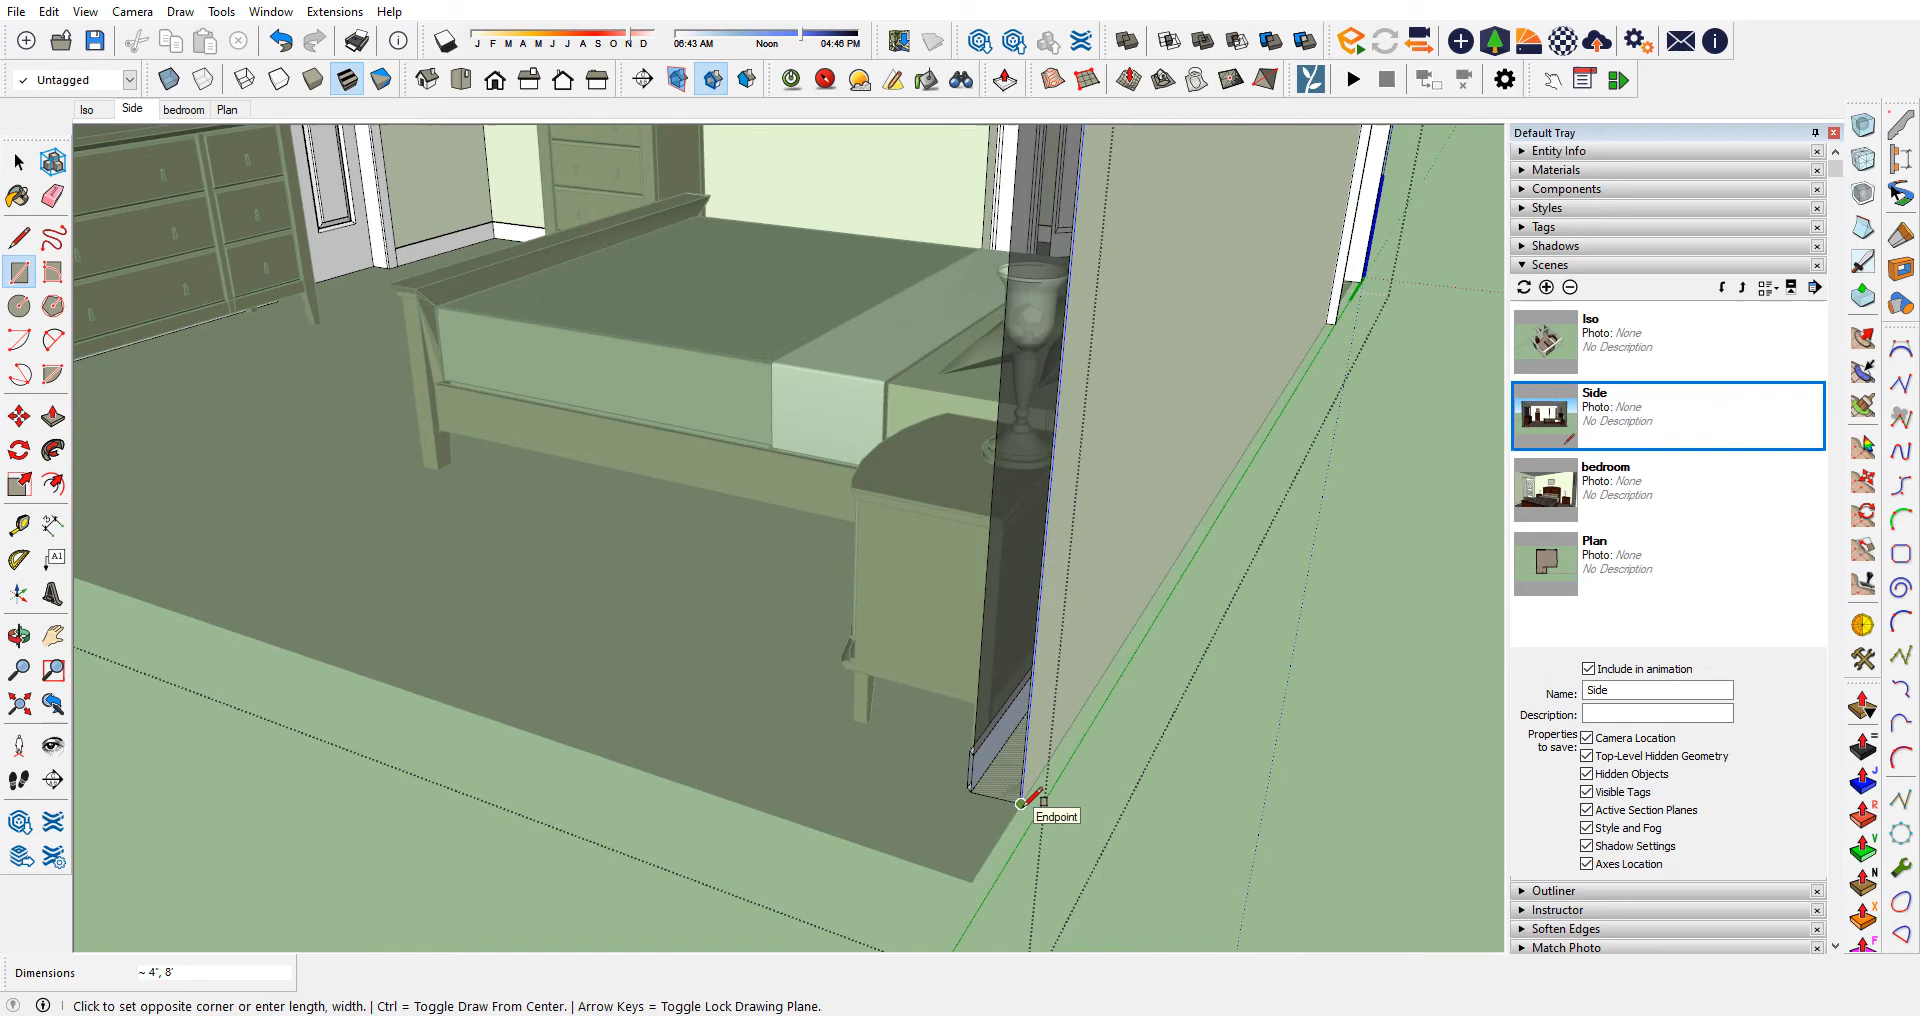 File Edit View Camera Draw Tools Window Extensions Help
J F M A M J J A S O N D 06:43 AM Noon 04:46 PM
✓ Untagged
Iso Side bedroom Plan
Default Tray
Entity Info
Materials
Components
Styles
Tags
Shadows
Scenes
Iso
Photo: None
No Description
Side
Photo: None
No Description
bedroom
Photo: None
No Description
Plan
Photo: None
No Description
Include in animation
Name: Side
Description:
Properties to save:
Camera Location
Top-Level Hidden Geometry
Hidden Objects
Visible Tags
Active Section Planes
Style and Fog
Shadow Settings
Axes Location
Outliner
Instructor
Soften Edges
Match Photo
A1
J
R
V
N
X
F
Endpoint
Dimensions ~ 4", 8'
Click to set opposite corner or enter length, width. | Ctrl = Toggle Draw From Center. | Arrow Keys = Toggle Lock Drawing Plane.